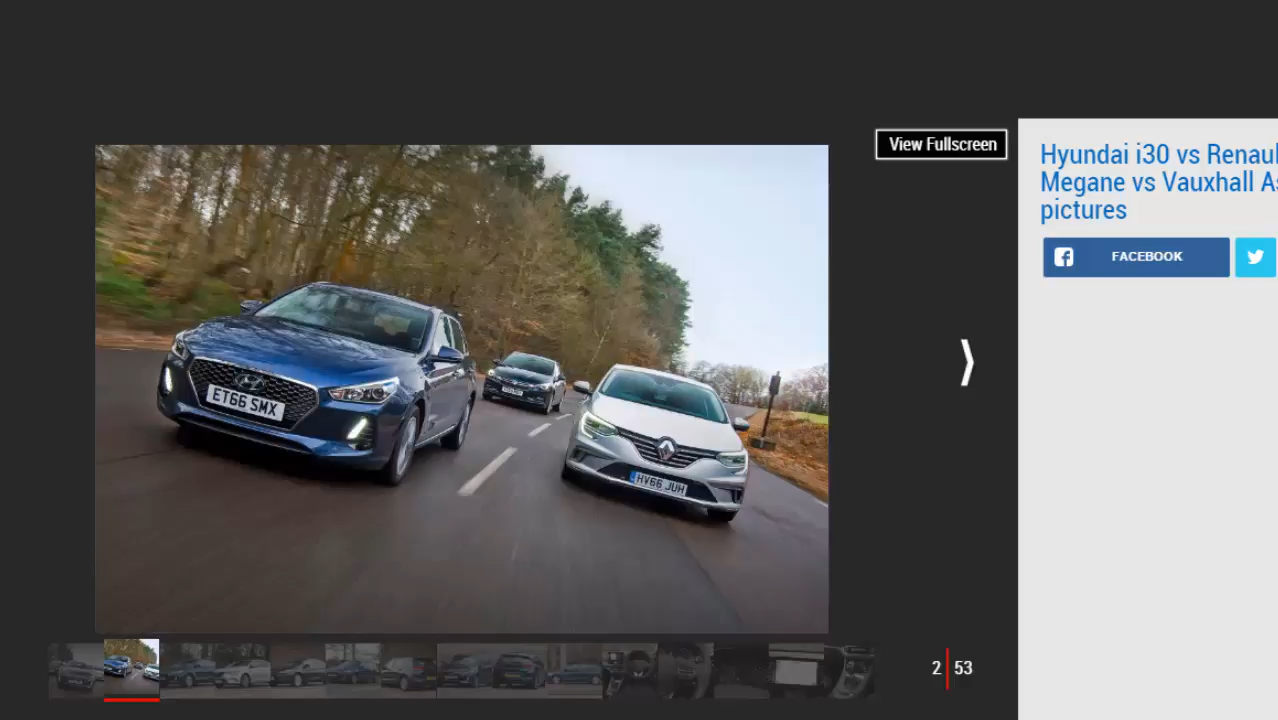 View Fullscreen
Hyundai i30 vs Renaul
Megane vs Vauxhall As
pictures
FACEBOOK
ET66 SMX
HV66 JUH
2 53